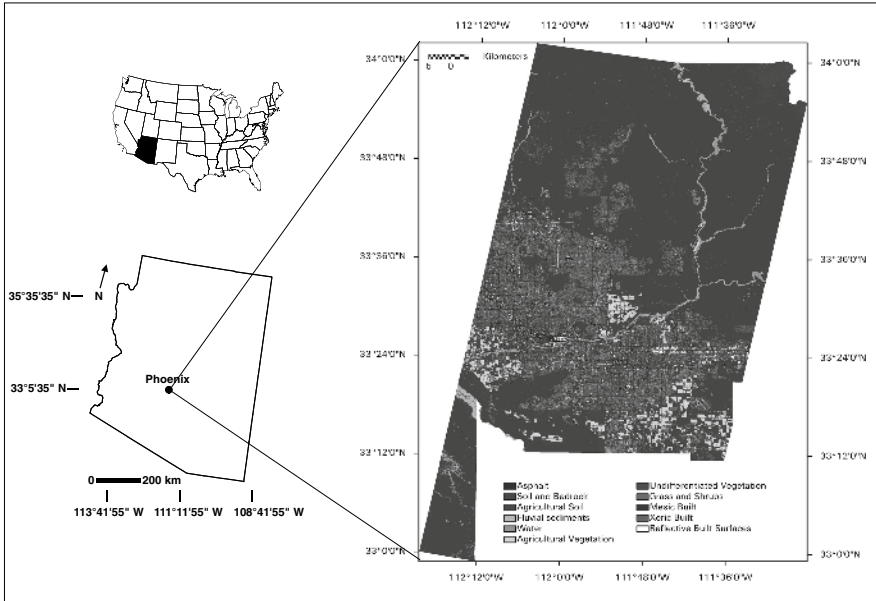 112°12'0"W 112°0'0"W 111°48'0"W 111°36'0"W
34°0'0"N
33°48'0"N
33°36'0"N
33°24'0"N
33°12'0"N
33°0'0"N
Kilometers
5 0
34°0'0"N
33°48'0"N
33°36'0"N
33°24'0"N
33°12'0"N
33°0'0"N
112°12'0"W 112°0'0"W 111°48'0"W 111°36'0"W
Asphalt
Soil and Bedrock
Agricultural Soil
Fluvial sediments
Water
Agricultural Vegetation
Undifferentiated Vegetation
Grass and Shrubs
Mesic Built
Xeric Built
Reflective Built Surfaces
N
35°35'35" N
33°5'35" N
Phoenix
0 200 km
113°41'55" W 111°11'55" W 108°41'55" W